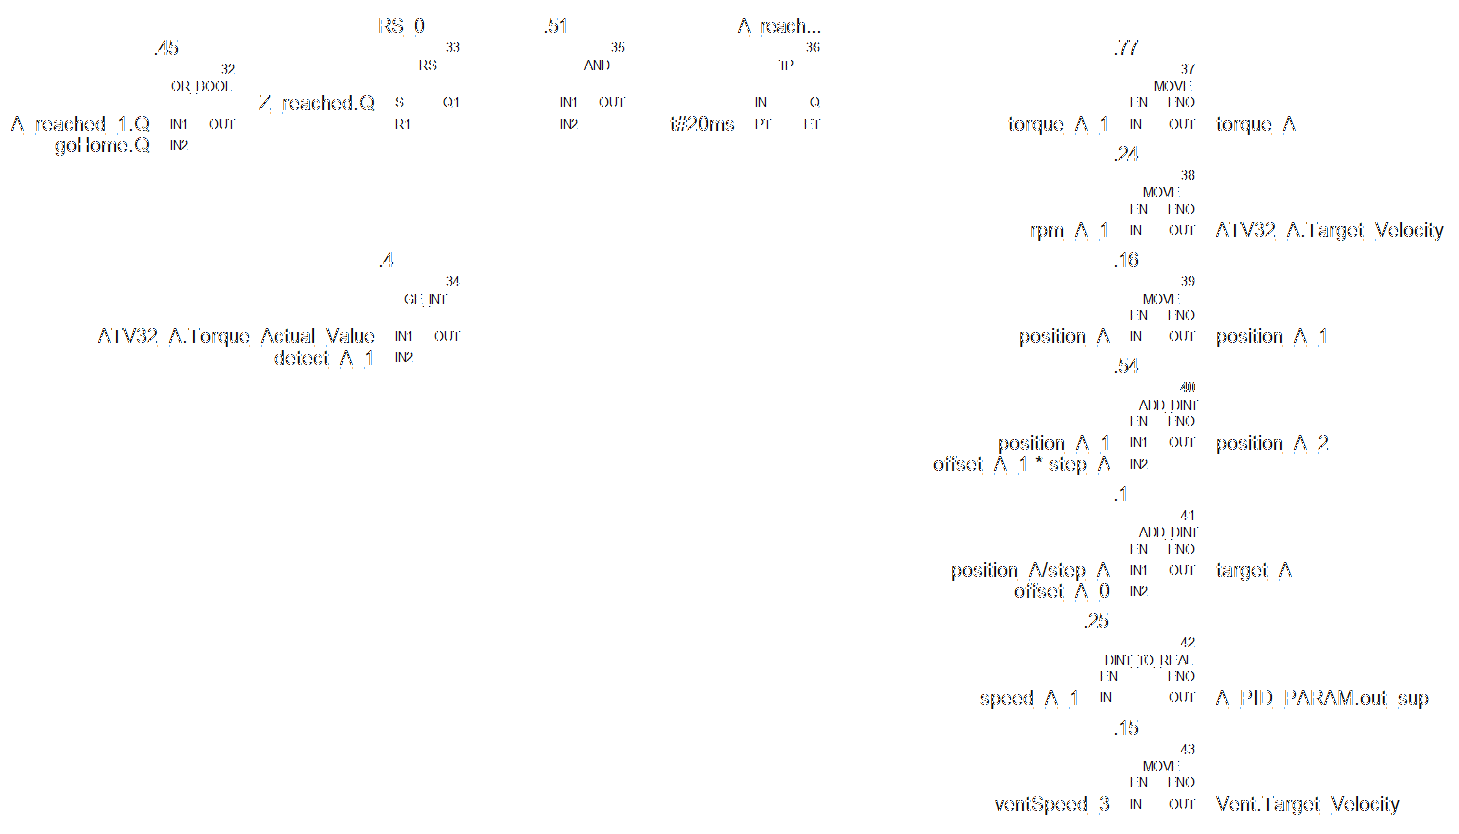 RS_0 .51 A_reach...
.45 33 35 36 .77
32 RS AND TP 37
OR_BOOL MOVE
Z_reached.Q S Q1 IN1 OUT IN Q EN ENO
A_reached_1.Q IN1 OUT R1 IN2 t#20ms PT ET torque_A_1 IN OUT torque_A
goHome.Q IN2
.24
38
MOVE
EN ENO
rpm_A_1 IN OUT ATV32_A.Target_Velocity
.4 .16
34 39
GE_INT MOVE
EN ENO
ATV32_A.Torque_Actual_Value IN1 OUT position_A IN OUT position_A_1
detect_A_1 IN2
.54
40
ADD_DINT
EN ENO
position_A_1 IN1 OUT position_A_2
offset_A_1 * step_A IN2
.1
41
ADD_DINT
EN ENO
position_A/step_A IN1 OUT target_A
offset_A_0 IN2
.25
42
DINT_TO_REAL
EN ENO
speed_A_1 IN OUT A_PID_PARAM.out_sup
.15
43
MOVE
EN ENO
ventSpeed_3 IN OUT Vent.Target_Velocity